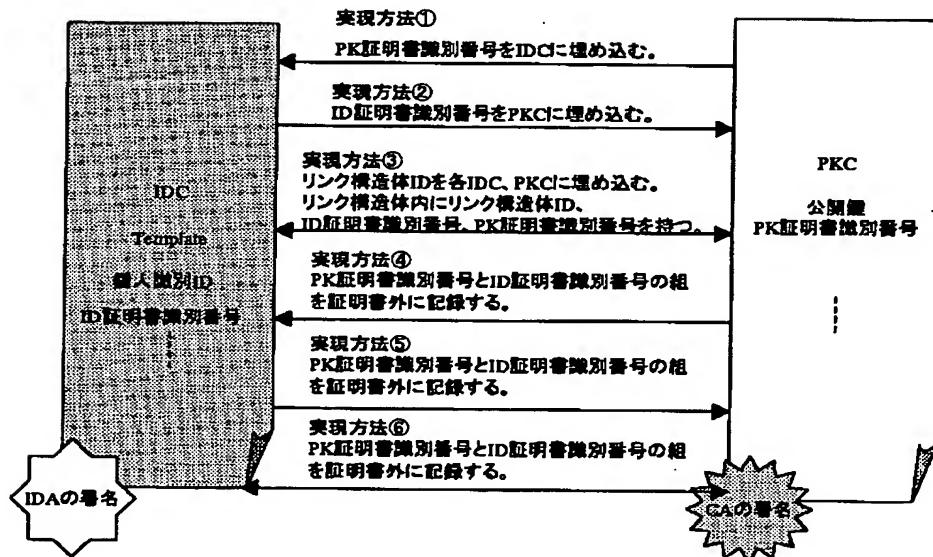 実現方法①
PK証明書識別番号をIDCに埋め込む。
実現方法②
ID証明書識別番号をPKCに埋め込む。
実現方法③
リンク構造体IDを各IDC、PKCに埋め込む。
リンク構造体内にリンク構造体ID、
ID証明書識別番号、PK証明書識別番号を持つ。
実現方法④
PK証明書識別番号とID証明書識別番号の組
を証明書外に記録する。
実現方法⑤
PK証明書識別番号とID証明書識別番号の組
を証明書外に記録する。
実現方法⑥
PK証明書識別番号とID証明書識別番号の組
を証明書外に記録する。
IDC
Template
個人識別ID
ID証明書識別番号
IDAの署名
PKC
公開鍵
PK証明書識別番号
CAの署名